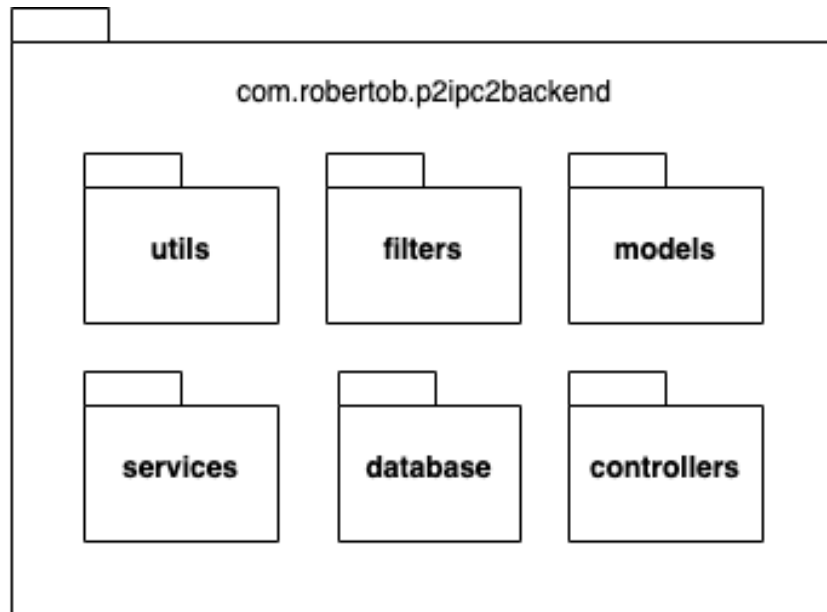 com.robertob.p2ipc2backend
utils
filters
models
services
database
controllers